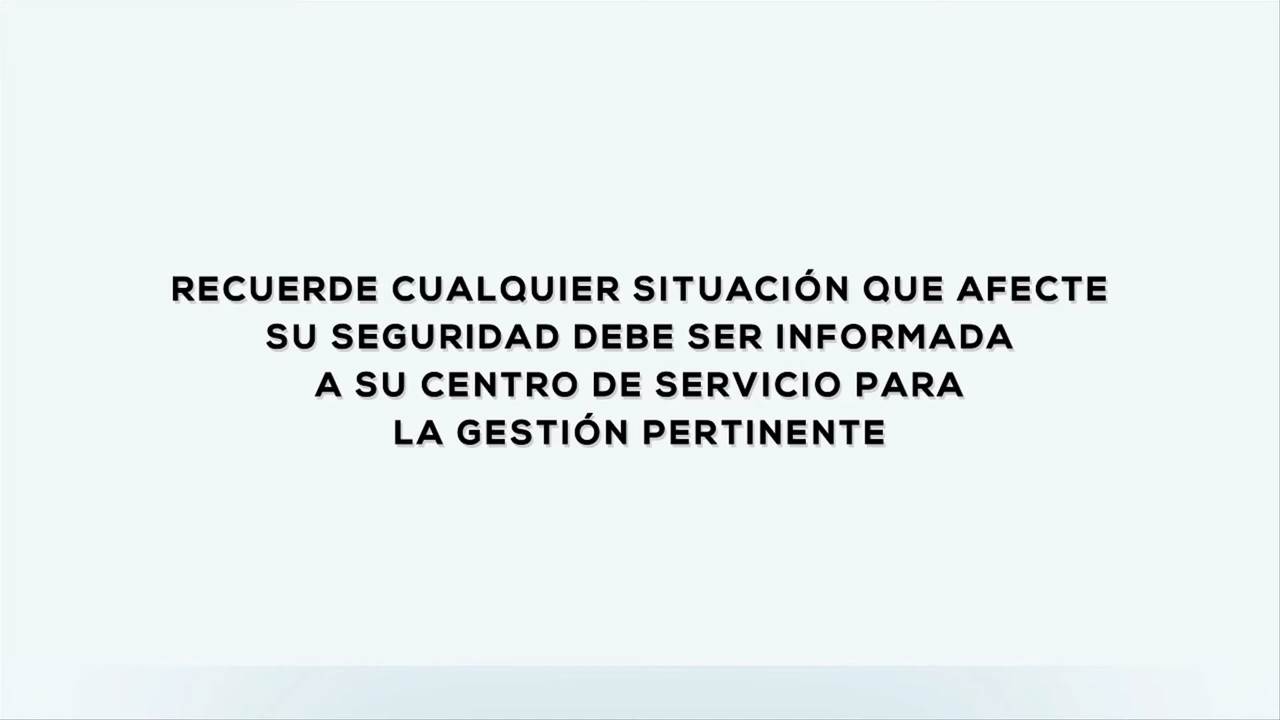 RECUERDE CUALQUIER SITUACIÓN QUE AFECTE
SU SEGURIDAD DEBE SER INFORMADA
A SU CENTRO DE SERVICIO PARA
LA GESTIÓN PERTINENTE